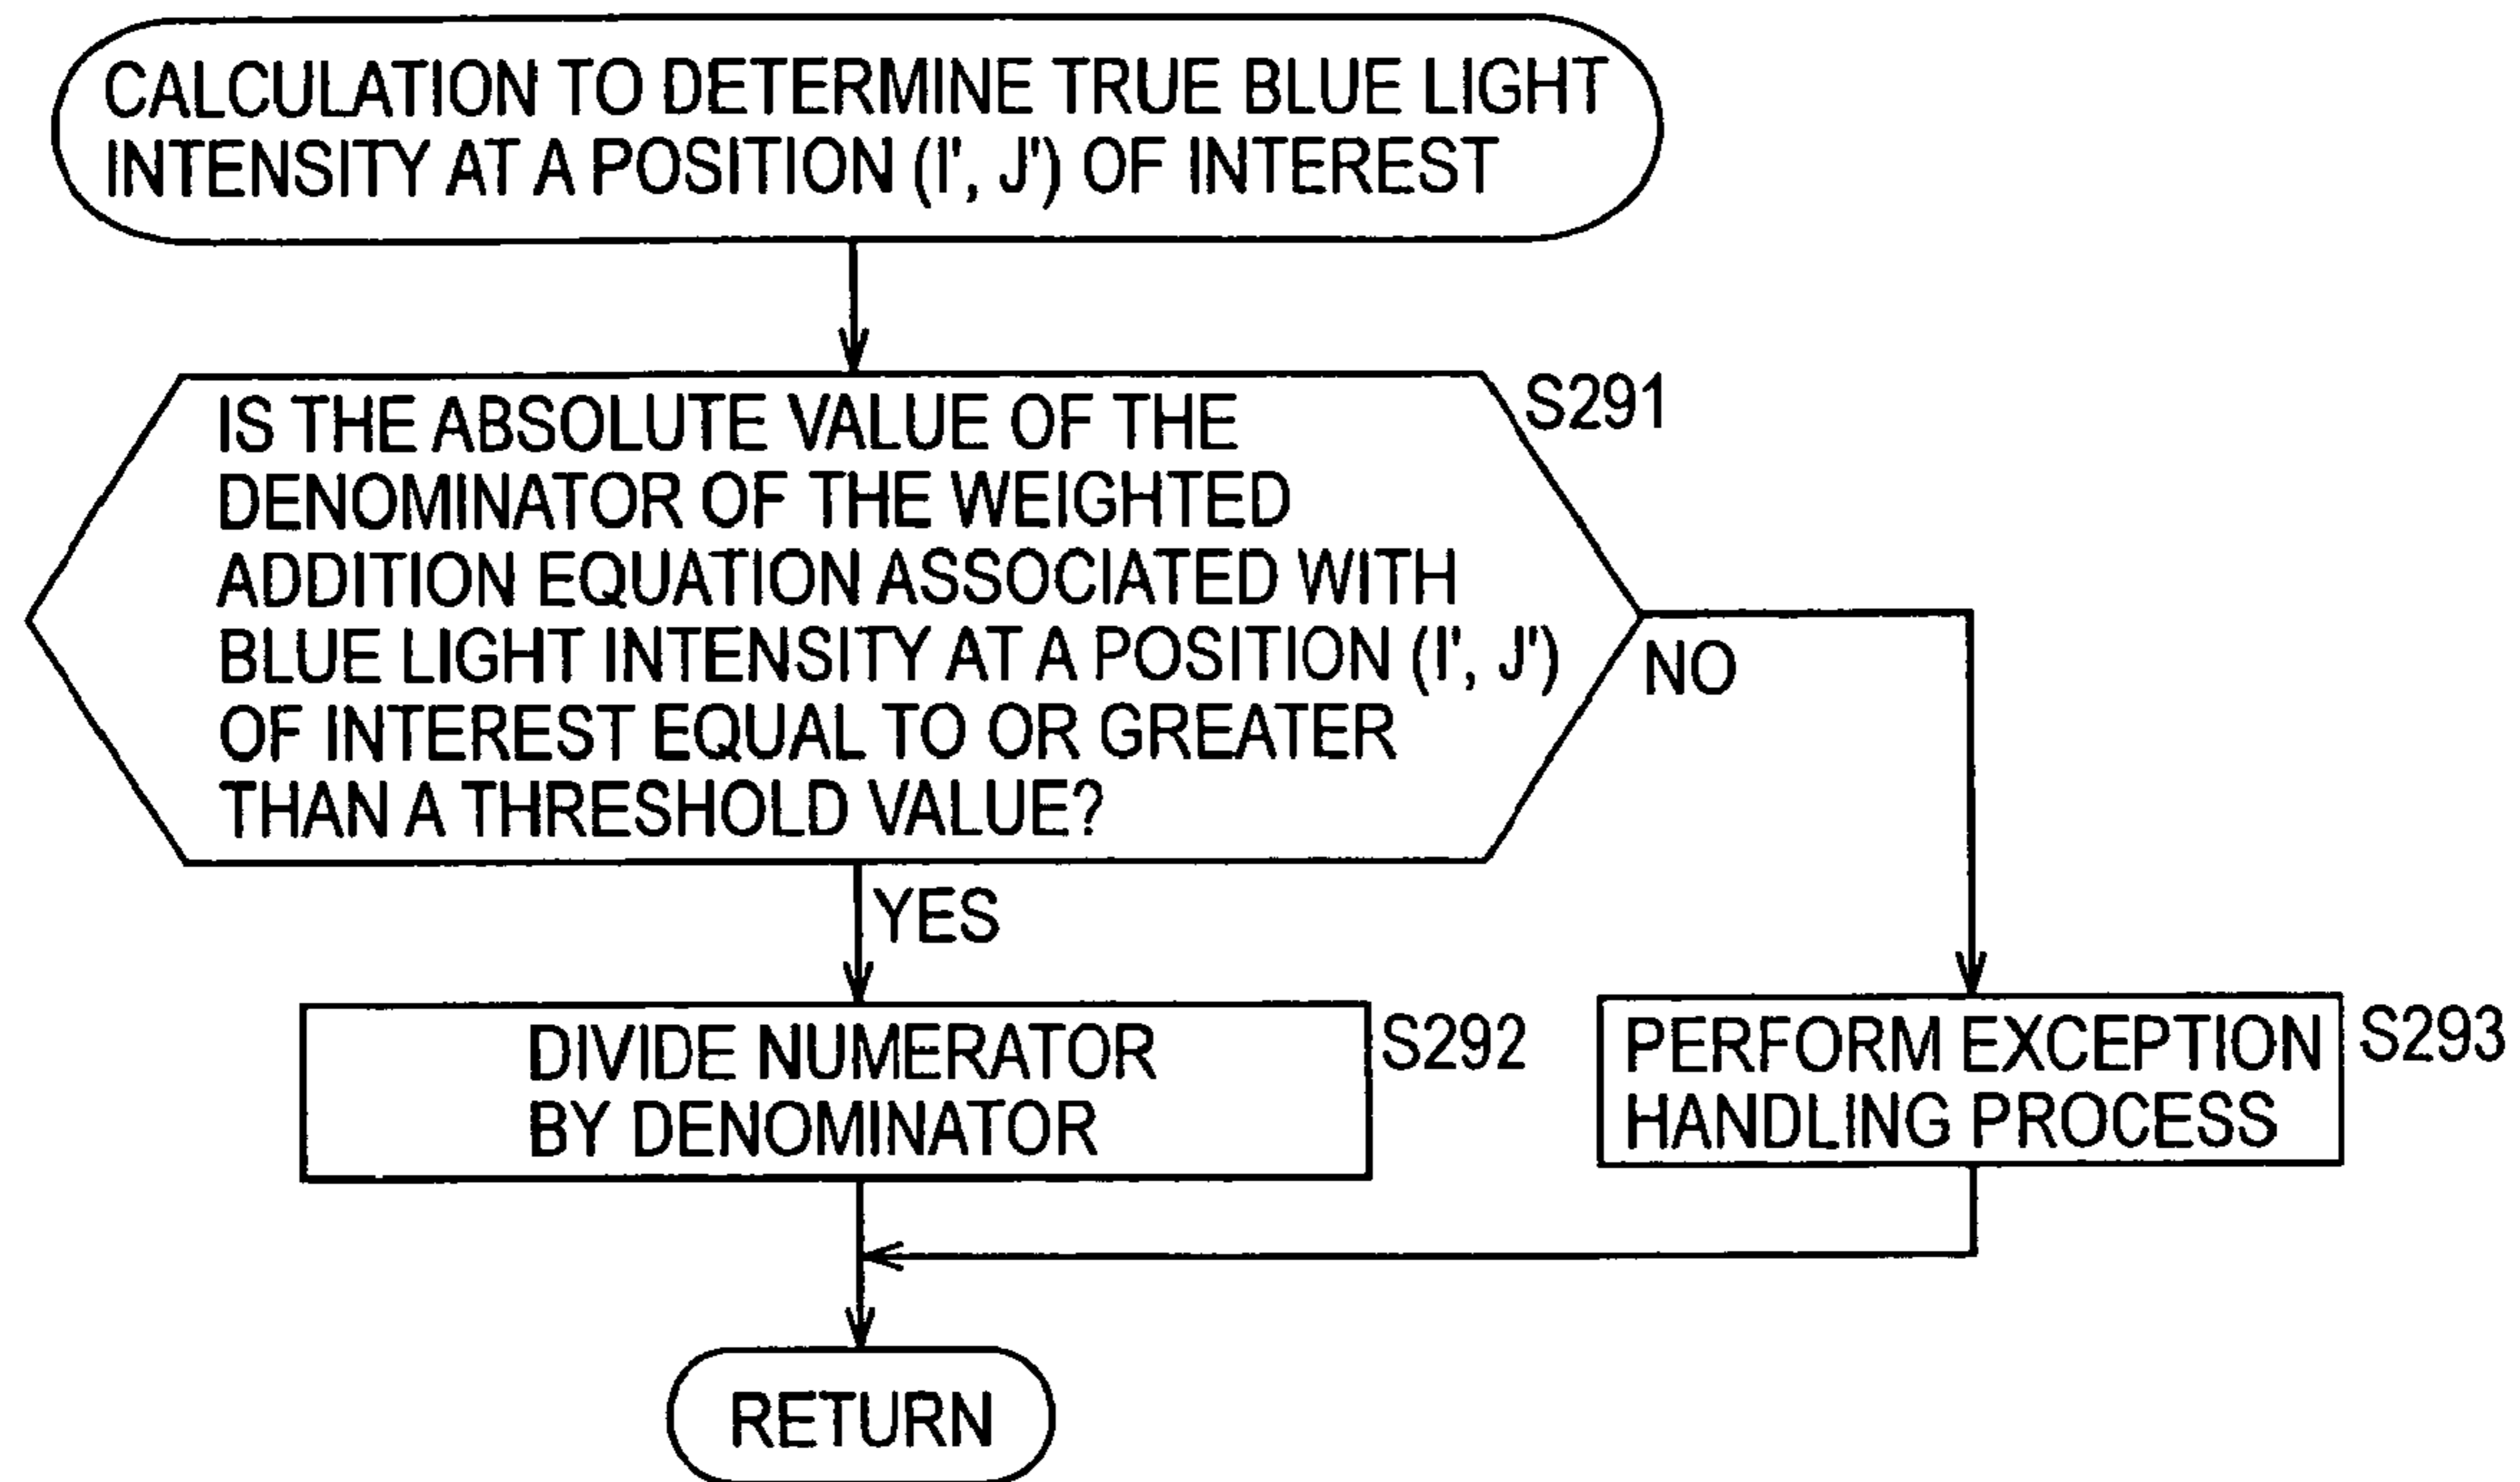 CALCULATION TO DETERMINE TRUE BLUE LIGHT
INTENSITY AT A POSITION (I', J') OF INTEREST
S291
IS THE ABSOLUTE VALUE OF THE
DENOMINATOR OF THE WEIGHTED
ADDITION EQUATION ASSOCIATED WITH
BLUE LIGHT INTENSITY AT A POSITION (I', J')
OF INTEREST EQUAL TO OR GREATER
THAN A THRESHOLD VALUE?
NO
YES
DIVIDE NUMERATOR
BY DENOMINATOR
S292
PERFORM EXCEPTION
HANDLING PROCESS
S293
RETURN